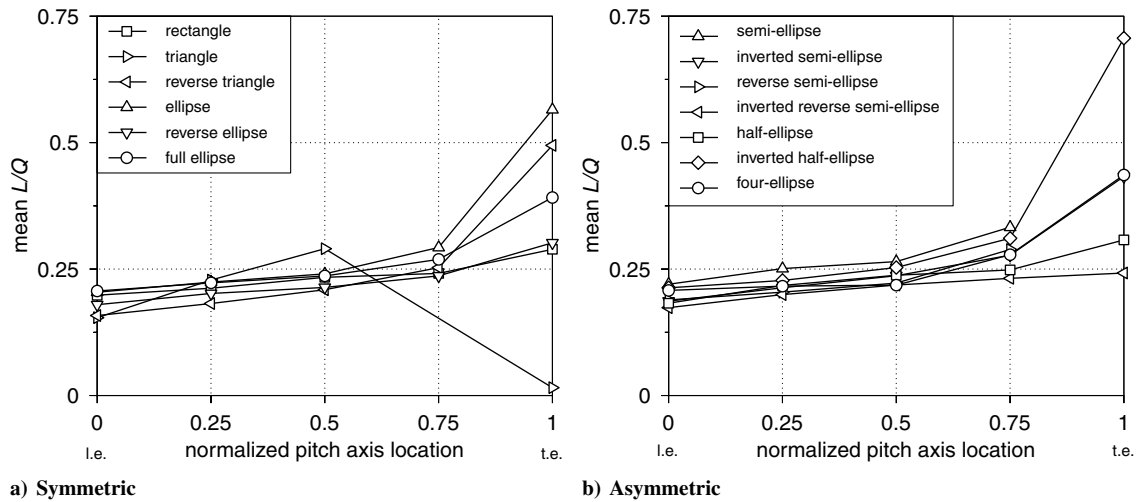 0.75
0.5
0.25
0
mean L/Q
rectangle
triangle
reverse triangle
ellipse
reverse ellipse
full ellipse
0 0.25 0.5 0.75 1
l.e. normalized pitch axis location t.e.
a) Symmetric
0.75
0.5
0.25
0
mean L/Q
semi-ellipse
inverted semi-ellipse
reverse semi-ellipse
inverted reverse semi-ellipse
half-ellipse
inverted half-ellipse
four-ellipse
0 0.25 0.5 0.75 1
l.e. normalized pitch axis location t.e.
b) Asymmetric